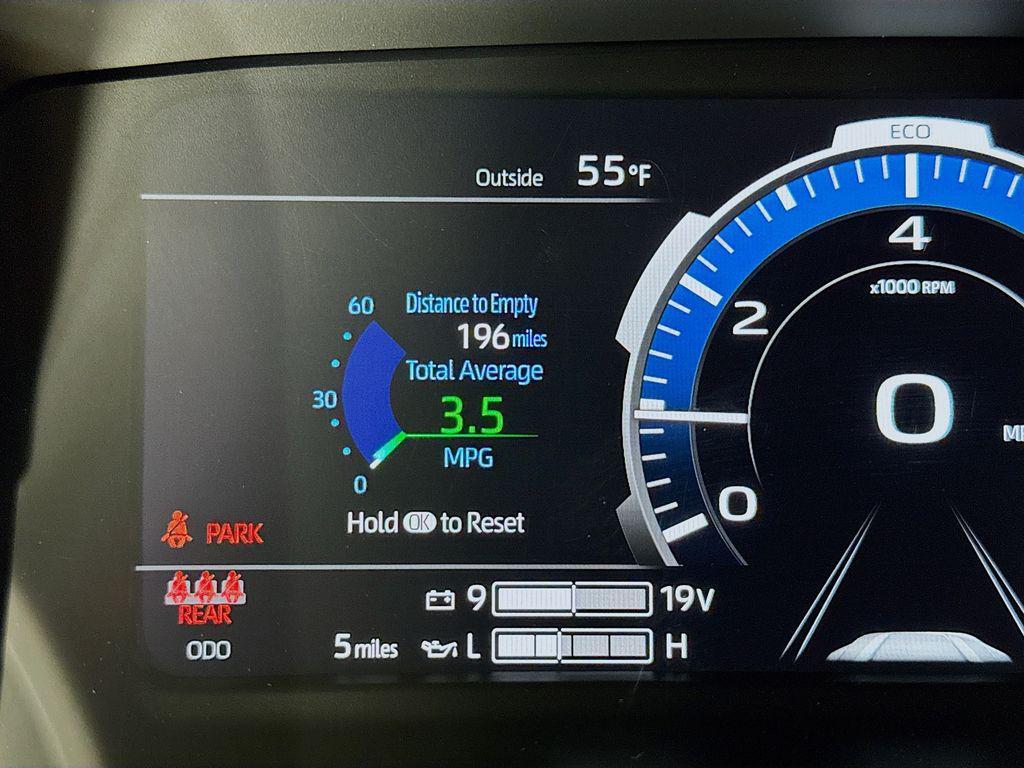 ECO
Outside 55°F
4
x1000 RPM
2
60
Distance to Empty
196 miles
Total Average
30
3.5
0
MPG
0
0
Hold OK to Reset
PARK
9 19V
REAR
ODO 5 miles L H